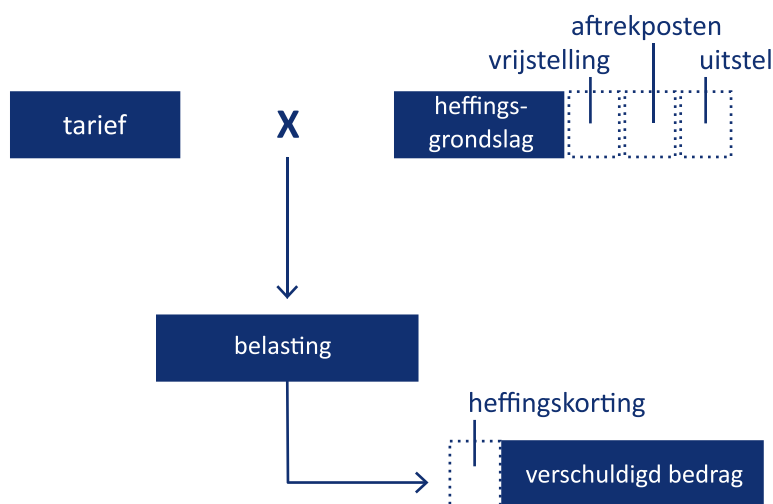 aftrekposten
vrijstelling
uitstel
tarief
X
heffings-
grondslag
belasting
heffingskorting
verschuldigd bedrag